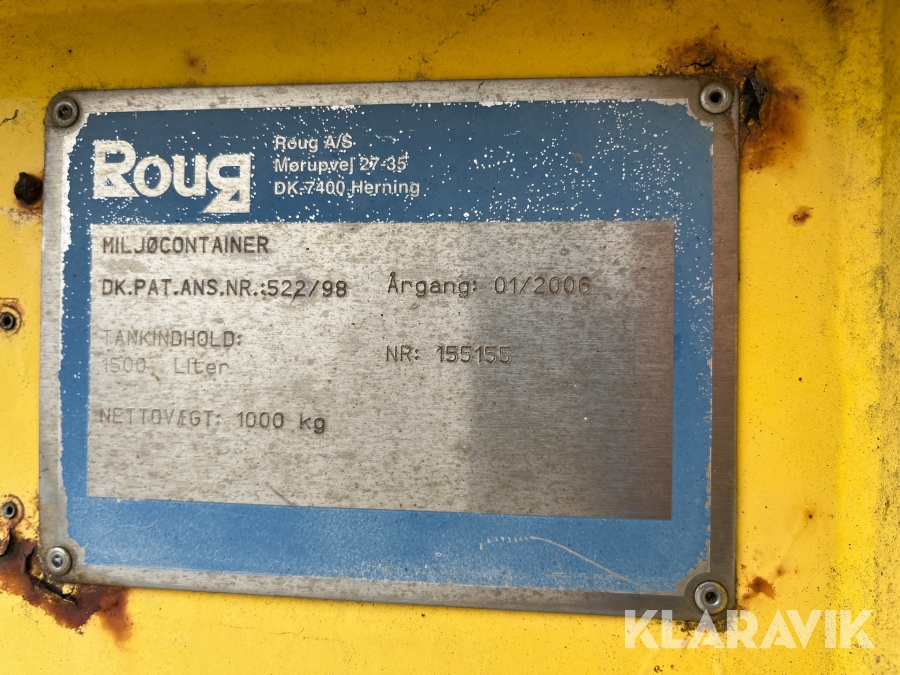 Roug
Roug A/S
Mørupvej 27-35
DK-7400 Herning
MILJØCONTAINER
DK.PAT.ANS.NR.:522/98 Årgang: 01/2006
TANKINDHOLD:
1500 Liter
NR: 155155
NETTOVÆGT: 1000 kg
KLARAVIK